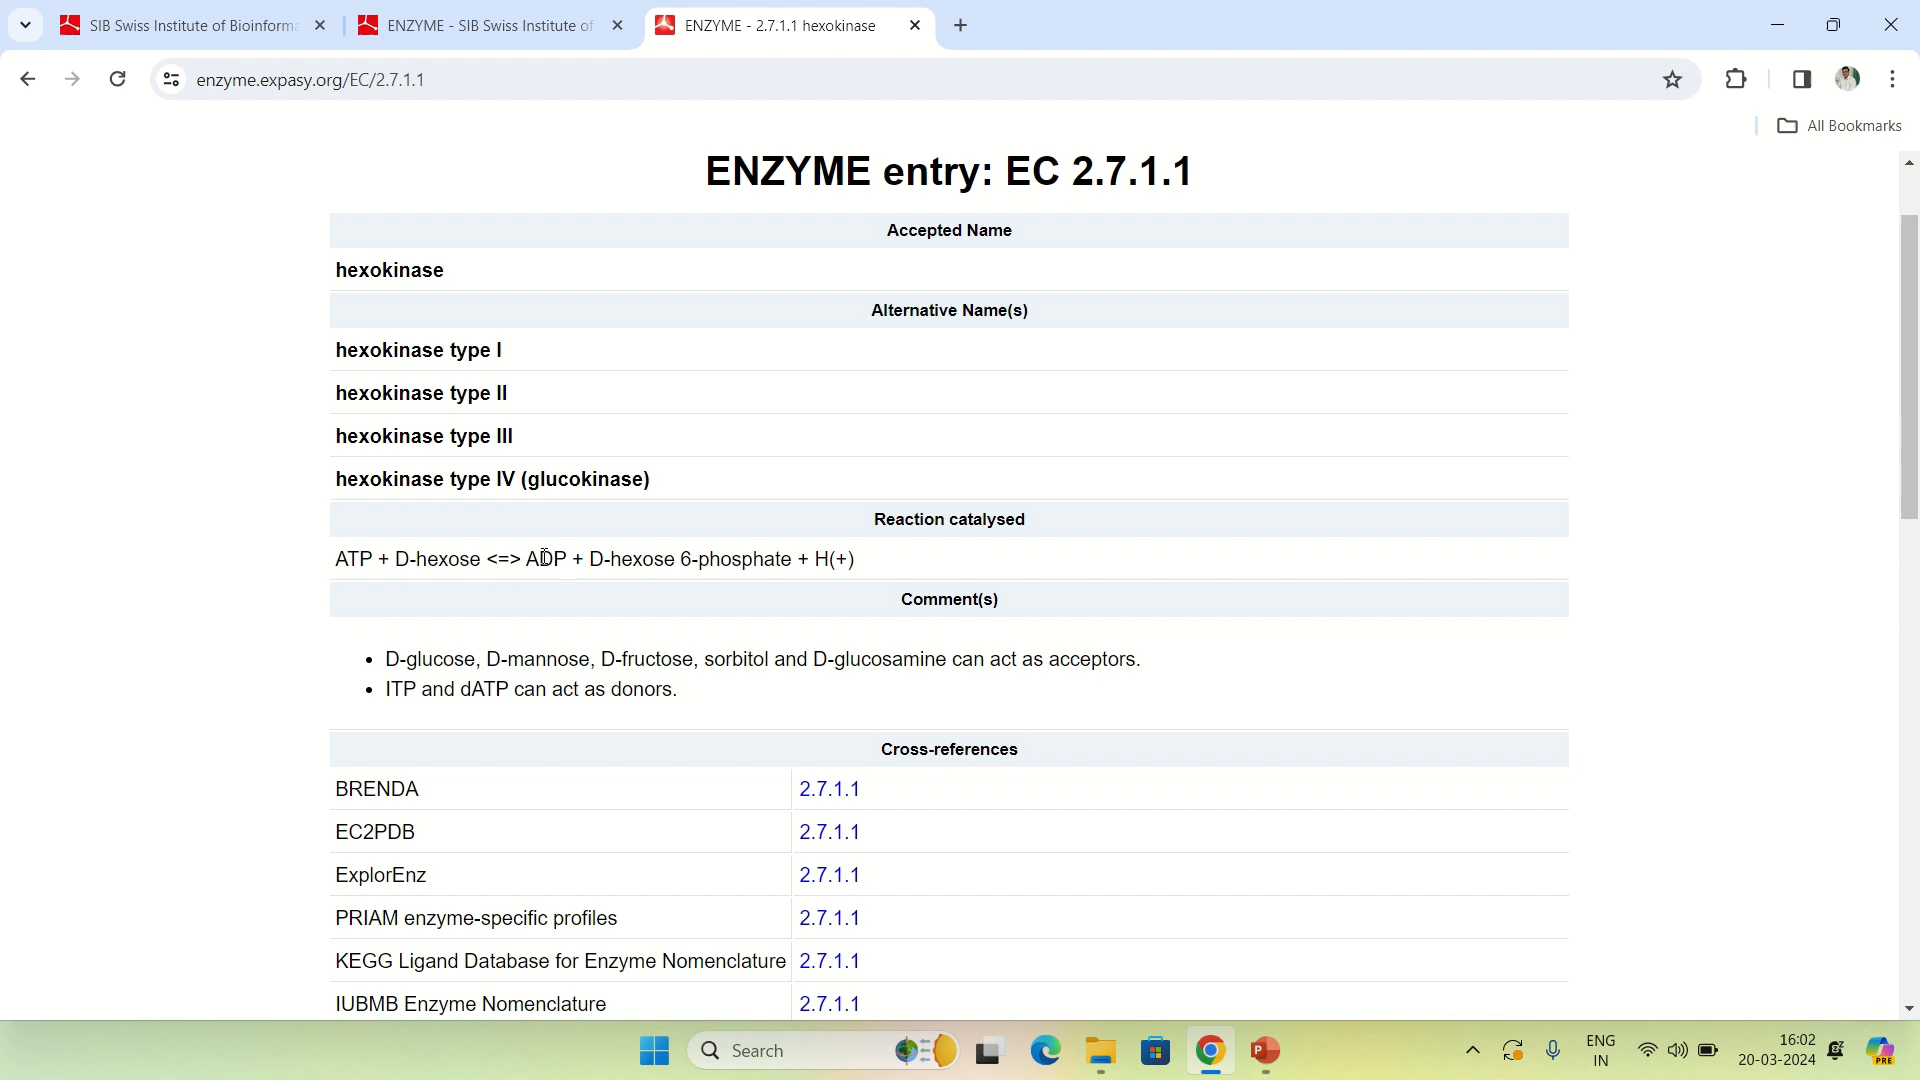 SIB Swiss Institute of Bioinforma
ENZYME - SIB Swiss Institute of
ENZYME - 2.7.1.1 hexokinase
enzyme.expasy.org/EC/2.7.1.1
All Bookmarks
ENZYME entry: EC 2.7.1.1
Accepted Name
hexokinase
Alternative Name(s)
hexokinase type I
hexokinase type II
hexokinase type III
hexokinase type IV (glucokinase)
Reaction catalysed
ATP + D-hexose <=> ADP + D-hexose 6-phosphate + H(+)
Comment(s)
• D-glucose, D-mannose, D-fructose, sorbitol and D-glucosamine can act as acceptors.
• ITP and dATP can act as donors.
Cross-references
BRENDA 2.7.1.1
EC2PDB 2.7.1.1
ExplorEnz 2.7.1.1
PRIAM enzyme-specific profiles 2.7.1.1
KEGG Ligand Database for Enzyme Nomenclature 2.7.1.1
IUBMB Enzyme Nomenclature 2.7.1.1
Search
P
ENG
IN
16:02
20-03-2024
PRE